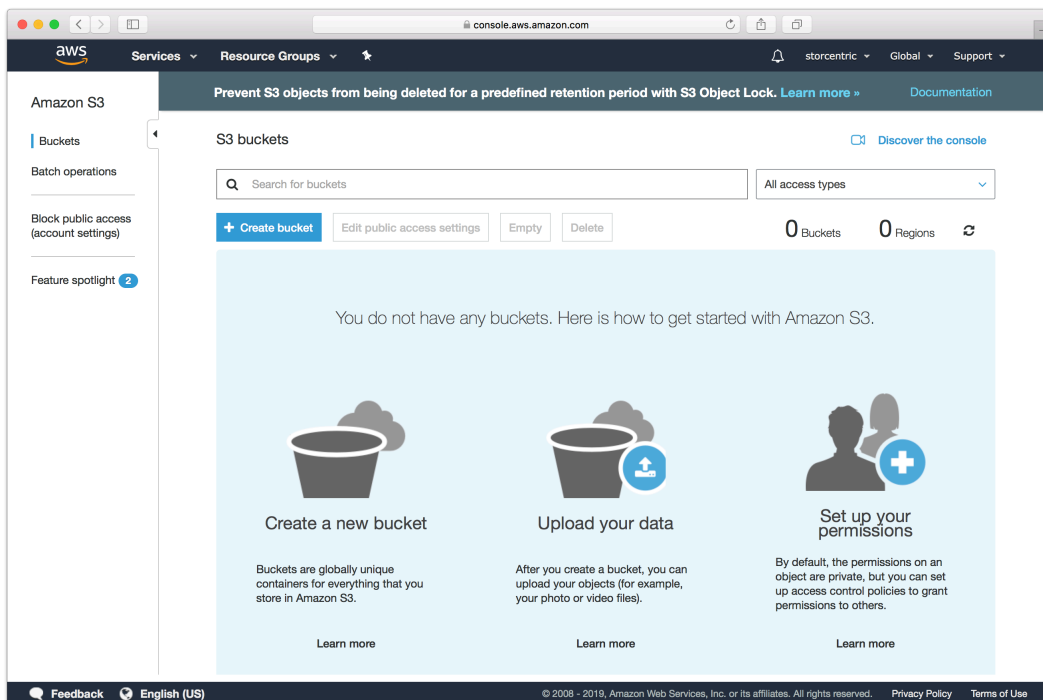 console.aws.amazon.com
aws
Services
Resource Groups
storcentric
Global
Support
Amazon S3
Prevent S3 objects from being deleted for a predefined retention period with S3 Object Lock. Learn more »
Documentation
Buckets
Batch operations
Block public access
(account settings)
Feature spotlight 2
S3 buckets
Discover the console
Search for buckets
All access types
Create bucket
Edit public access settings
Empty
Delete
0 Buckets
0 Regions
You do not have any buckets. Here is how to get started with Amazon S3.
Create a new bucket
Buckets are globally unique
containers for everything that you
store in Amazon S3.
Learn more
Upload your data
After you create a bucket, you can
upload your objects (for example,
your photo or video files).
Learn more
Set up your
permissions
By default, the permissions on an
object are private, but you can set
up access control policies to grant
permissions to others.
Learn more
Feedback
English (US)
© 2008 - 2019, Amazon Web Services, Inc. or its affiliates. All rights reserved.
Privacy Policy
Terms of Use